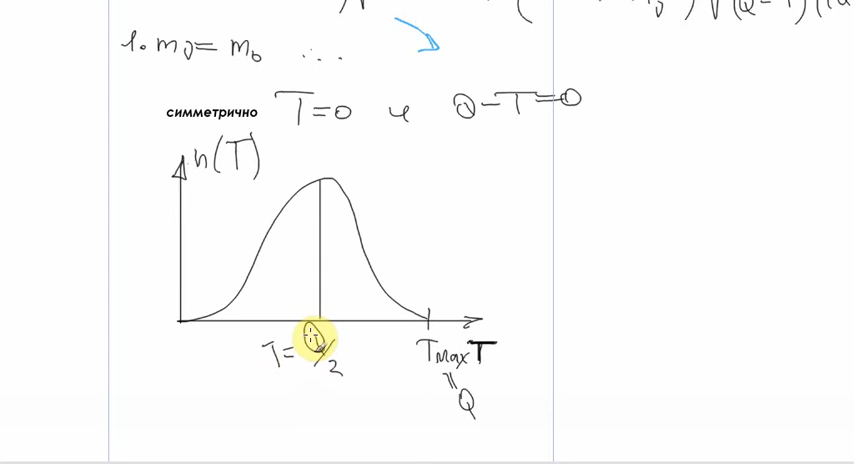 1. mν = m₀ ...
симметрично T=0 и Q-T=0
n(T)
T = Q/2
Tmax T
=
Q